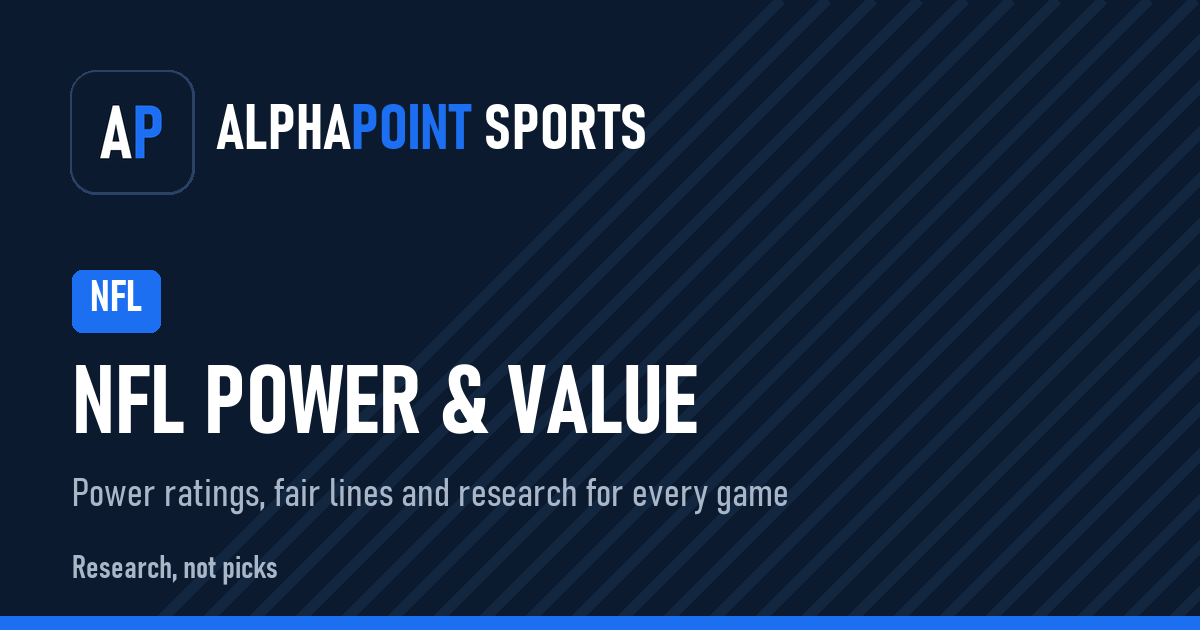 AP
ALPHAPOINT SPORTS
NFL
NFL POWER & VALUE
Power ratings, fair lines and research for every game
Research, not picks